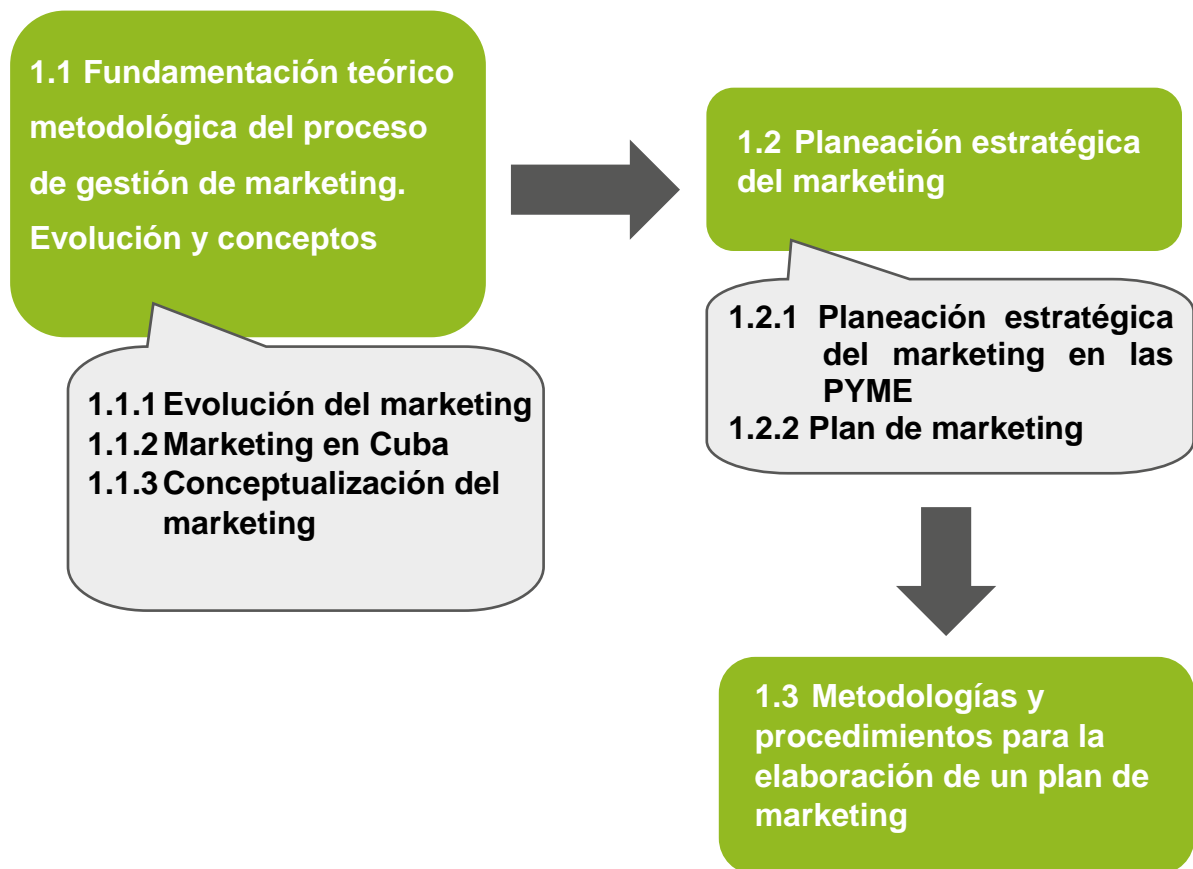 1.1 Fundamentación teórico
metodológica del proceso
de gestión de marketing.
Evolución y conceptos
1.1.1 Evolución del marketing
1.1.2 Marketing en Cuba
1.1.3 Conceptualización del
marketing
1.2 Planeación estratégica
del marketing
1.2.1 Planeación estratégica
del marketing en las
PYME
1.2.2 Plan de marketing
1.3 Metodologías y
procedimientos para la
elaboración de un plan de
marketing